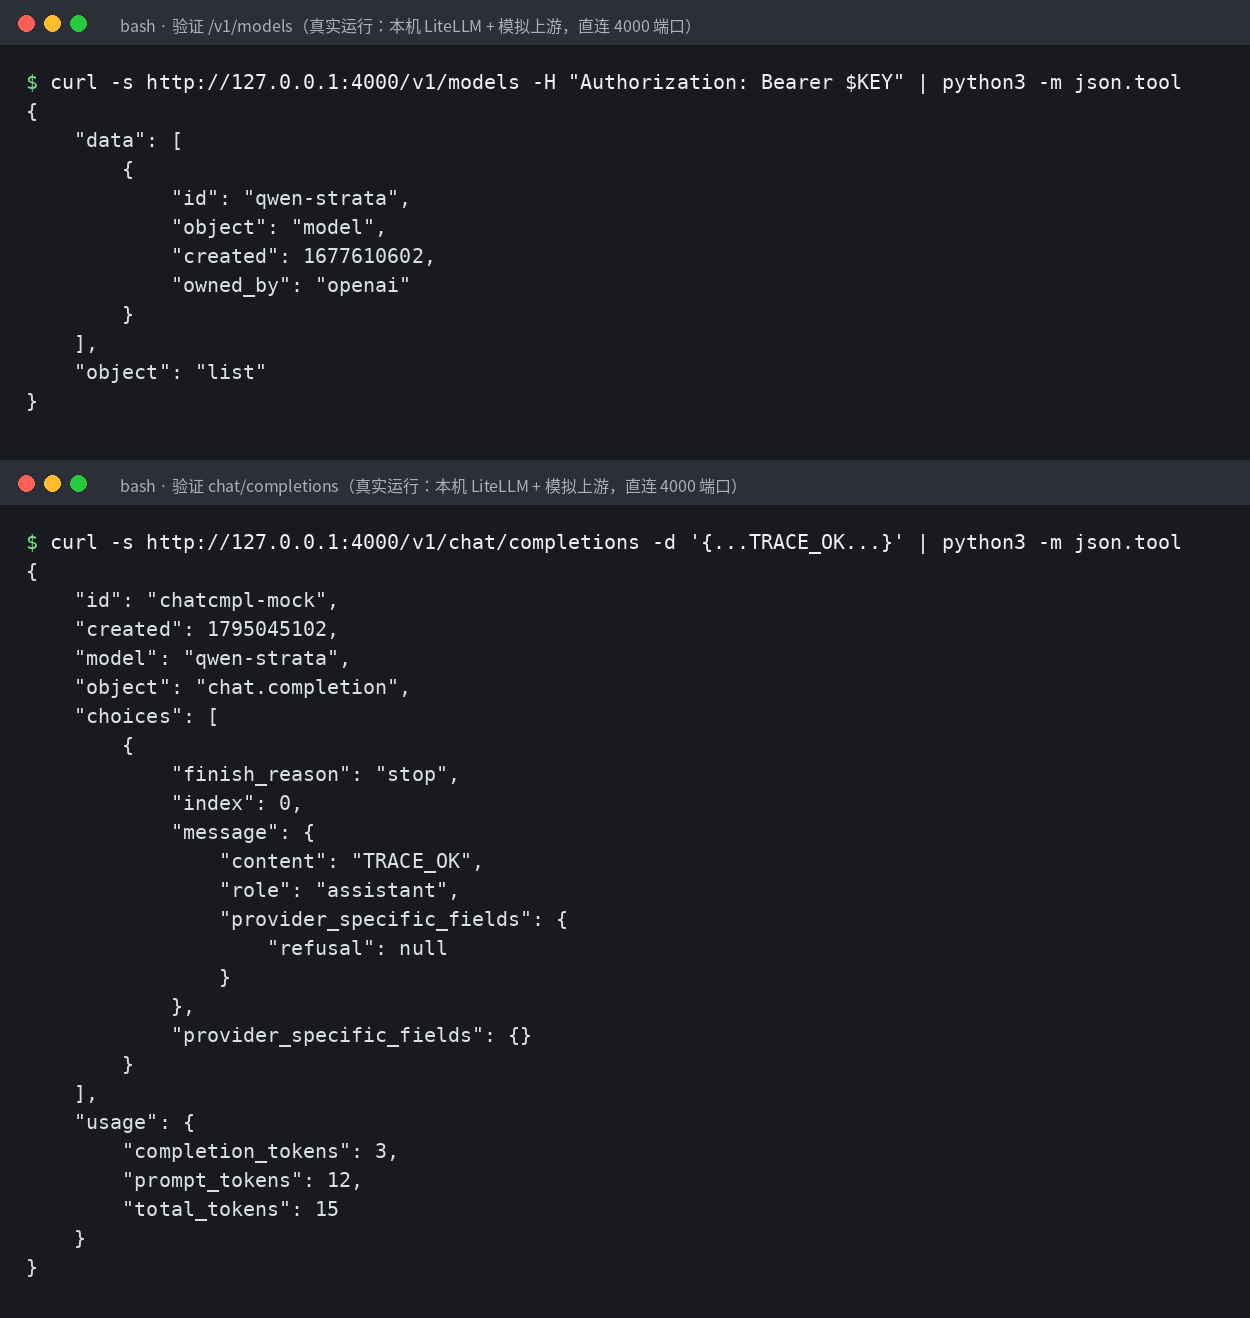 bash · 验证 /v1/models（真实运行：本机 LiteLLM + 模拟上游，直连 4000 端口）
$ curl -s http://127.0.0.1:4000/v1/models -H "Authorization: Bearer $KEY" | python3 -m json.tool
{
    "data": [
        {
            "id": "qwen-strata",
            "object": "model",
            "created": 1677610602,
            "owned_by": "openai"
        }
    ],
    "object": "list"
}
bash · 验证 chat/completions（真实运行：本机 LiteLLM + 模拟上游，直连 4000 端口）
$ curl -s http://127.0.0.1:4000/v1/chat/completions -d '{...TRACE_OK...}' | python3 -m json.tool
{
    "id": "chatcmpl-mock",
    "created": 1795045102,
    "model": "qwen-strata",
    "object": "chat.completion",
    "choices": [
        {
            "finish_reason": "stop",
            "index": 0,
            "message": {
                "content": "TRACE_OK",
                "role": "assistant",
                "provider_specific_fields": {
                    "refusal": null
                }
            },
            "provider_specific_fields": {}
        }
    ],
    "usage": {
        "completion_tokens": 3,
        "prompt_tokens": 12,
        "total_tokens": 15
    }
}